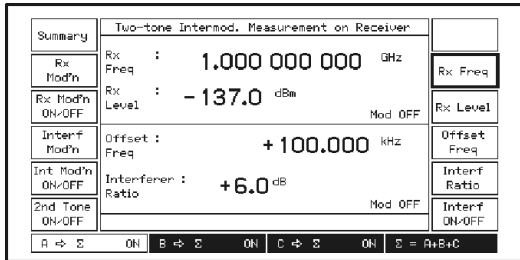 Two-tone Intermod. Measurement on Receiver
Summary
Rx Mod'n
Rx Mod'n ON/OFF
Interf Mod'n
Int Mod'n ON/OFF
2nd Tone ON/OFF
Rx Freq : 1.000 000 000 GHz
Rx Level : -137.0 dBm
Mod OFF
Offset Freq : +100.000 kHz
Interferer Ratio : +6.0 dB
Mod OFF
Rx Freq
Rx Level
Offset Freq
Interf Ratio
Interf ON/OFF
A ⇨ Σ ON B ⇨ Σ ON C ⇨ Σ ON Σ = A+B+C